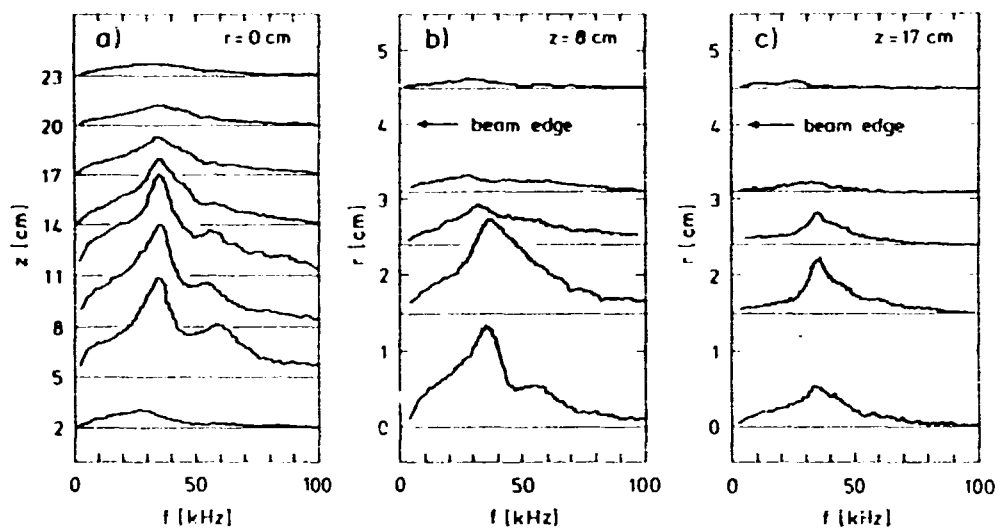 a) r = 0 cm
23
20
17
14
11
8
5
2
z [cm]
0 50 100
f [kHz]
b) z = 8 cm
5
4
3
2
1
0
r [cm]
← beam edge
0 50 100
f [kHz]
c) z = 17 cm
5
4
3
2
1
0
r [cm]
← beam edge
0 50 100
f [kHz]